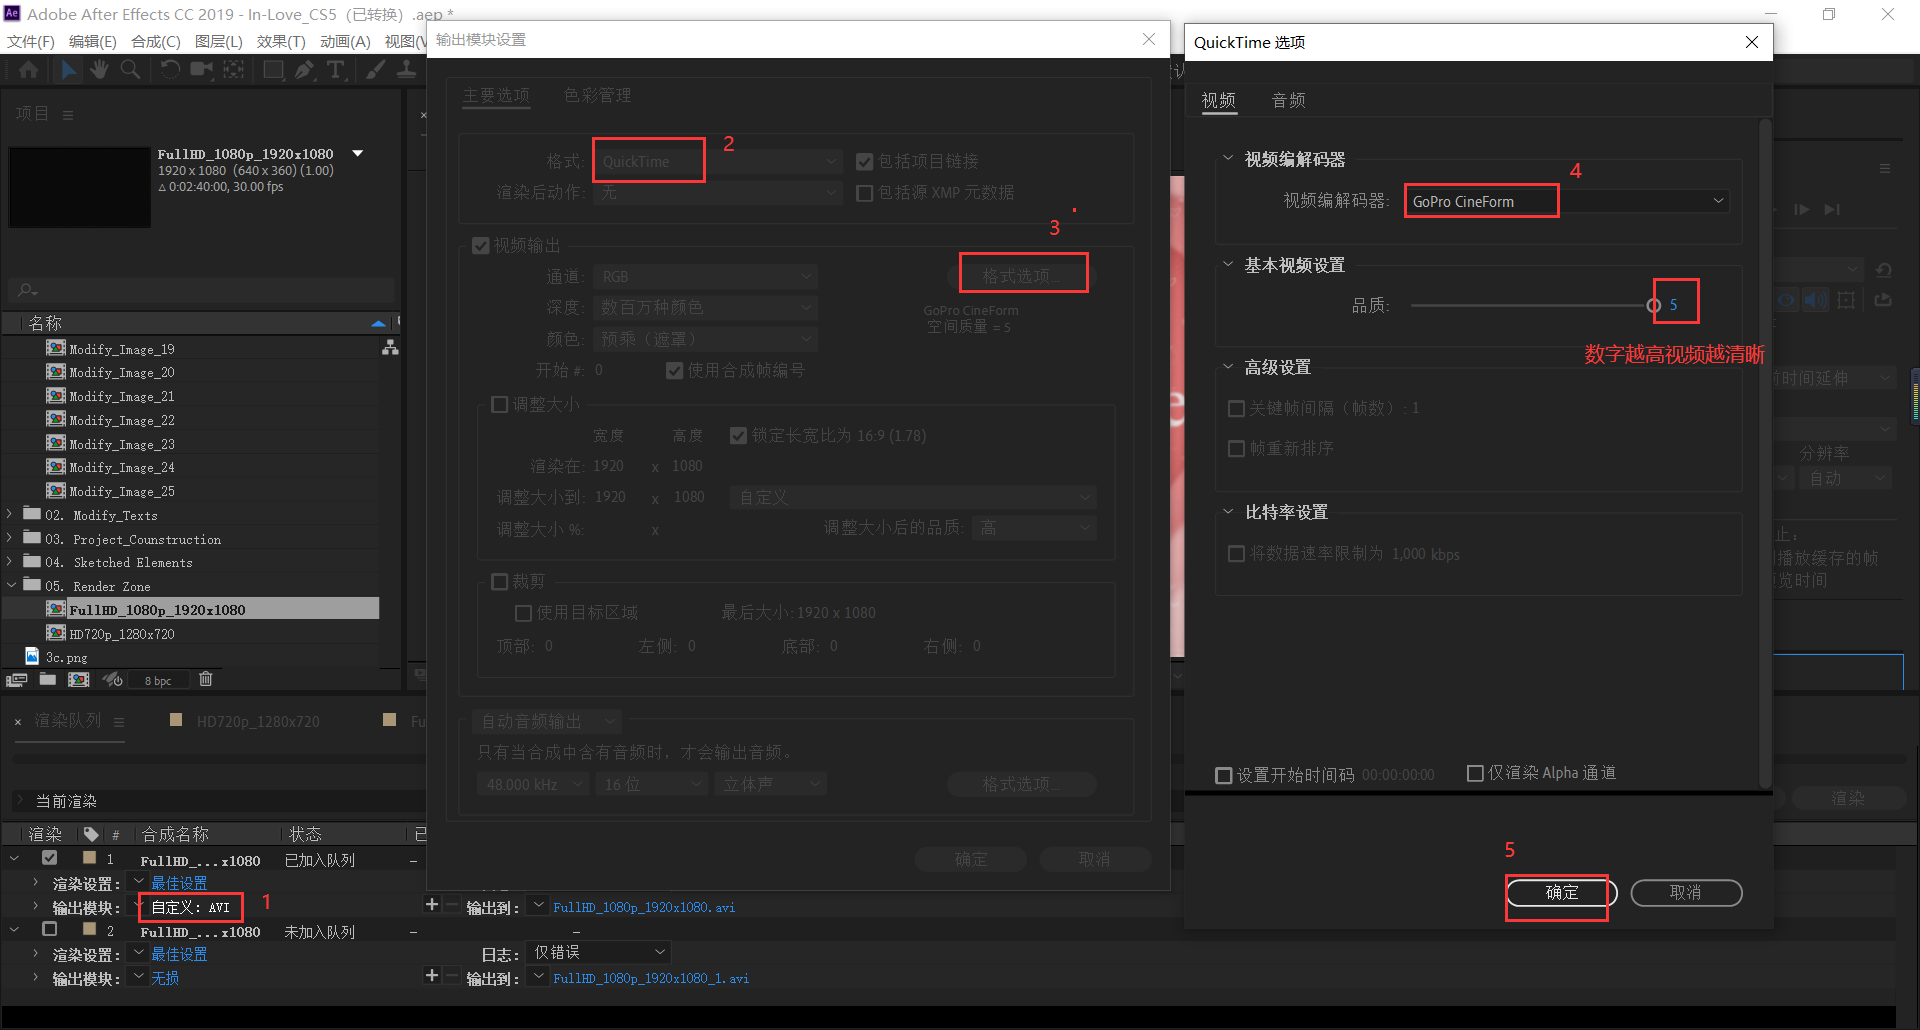 Adobe After Effects CC 2019 - In-Love_CS5（已转换）.aep *
文件(F) 编辑(E) 合成(C) 图层(L) 效果(T) 动画(A) 视图(V
项目
FullHD_1080p_1920x1080
1920 x 1080 (640 x 360) (1.00)
△ 0:02:40:00, 30.00 fps
名称
Modify_Image_19
Modify_Image_20
Modify_Image_21
Modify_Image_22
Modify_Image_23
Modify_Image_24
Modify_Image_25
02. Modify_Texts
03. Project_Counstruction
04. Sketched Elements
05. Render Zone
FullHD_1080p_1920x1080
HD720p_1280x720
3c.png
8 bpc
输出模块设置
主要选项 色彩管理
格式: QuickTime 2 包括项目链接
渲染后动作: 无 包括源 XMP 元数据
3
视频输出
通道: RGB 格式选项...
深度: 数百万种颜色 GoPro CineForm
空间质量 = 5
颜色: 预乘（遮罩）
开始 #: 0 使用合成帧编号
调整大小
宽度 高度 锁定长宽比为 16:9 (1.78)
渲染在: 1920 x 1080
调整大小到: 1920 x 1080 自定义
调整大小 %: x 调整大小后的品质: 高
裁剪
使用目标区域 最后大小: 1920 x 1080
顶部: 0 左侧: 0 底部: 0 右侧: 0
自动音频输出
只有当合成中含有音频时，才会输出音频。
48.000 kHz 16 位 立体声 格式选项...
确定 取消
QuickTime 选项
视频 音频
视频编解码器
4
视频编解码器: GoPro CineForm
基本视频设置
品质: 5
数字越高视频越清晰
高级设置
关键帧间隔（帧数）: 1
帧重新排序
比特率设置
将数据速率限制为 1,000 kbps
设置开始时间码 00:00:00:00 仅渲染 Alpha 通道
5
确定 取消
前时间延伸
分辨率
自动
止:
播放缓存的帧
览时间
渲染
渲染队列 HD720p_1280x720 Fu
当前渲染
渲染 # 合成名称 状态 已
1 FullHD_...x1080 已加入队列 –
渲染设置: 最佳设置
输出模块: 自定义: AVI 1 输出到: FullHD_1080p_1920x1080.avi
2 FullHD_...x1080 未加入队列 – –
渲染设置: 最佳设置 日志: 仅错误
输出模块: 无损 输出到: FullHD_1080p_1920x1080_1.avi